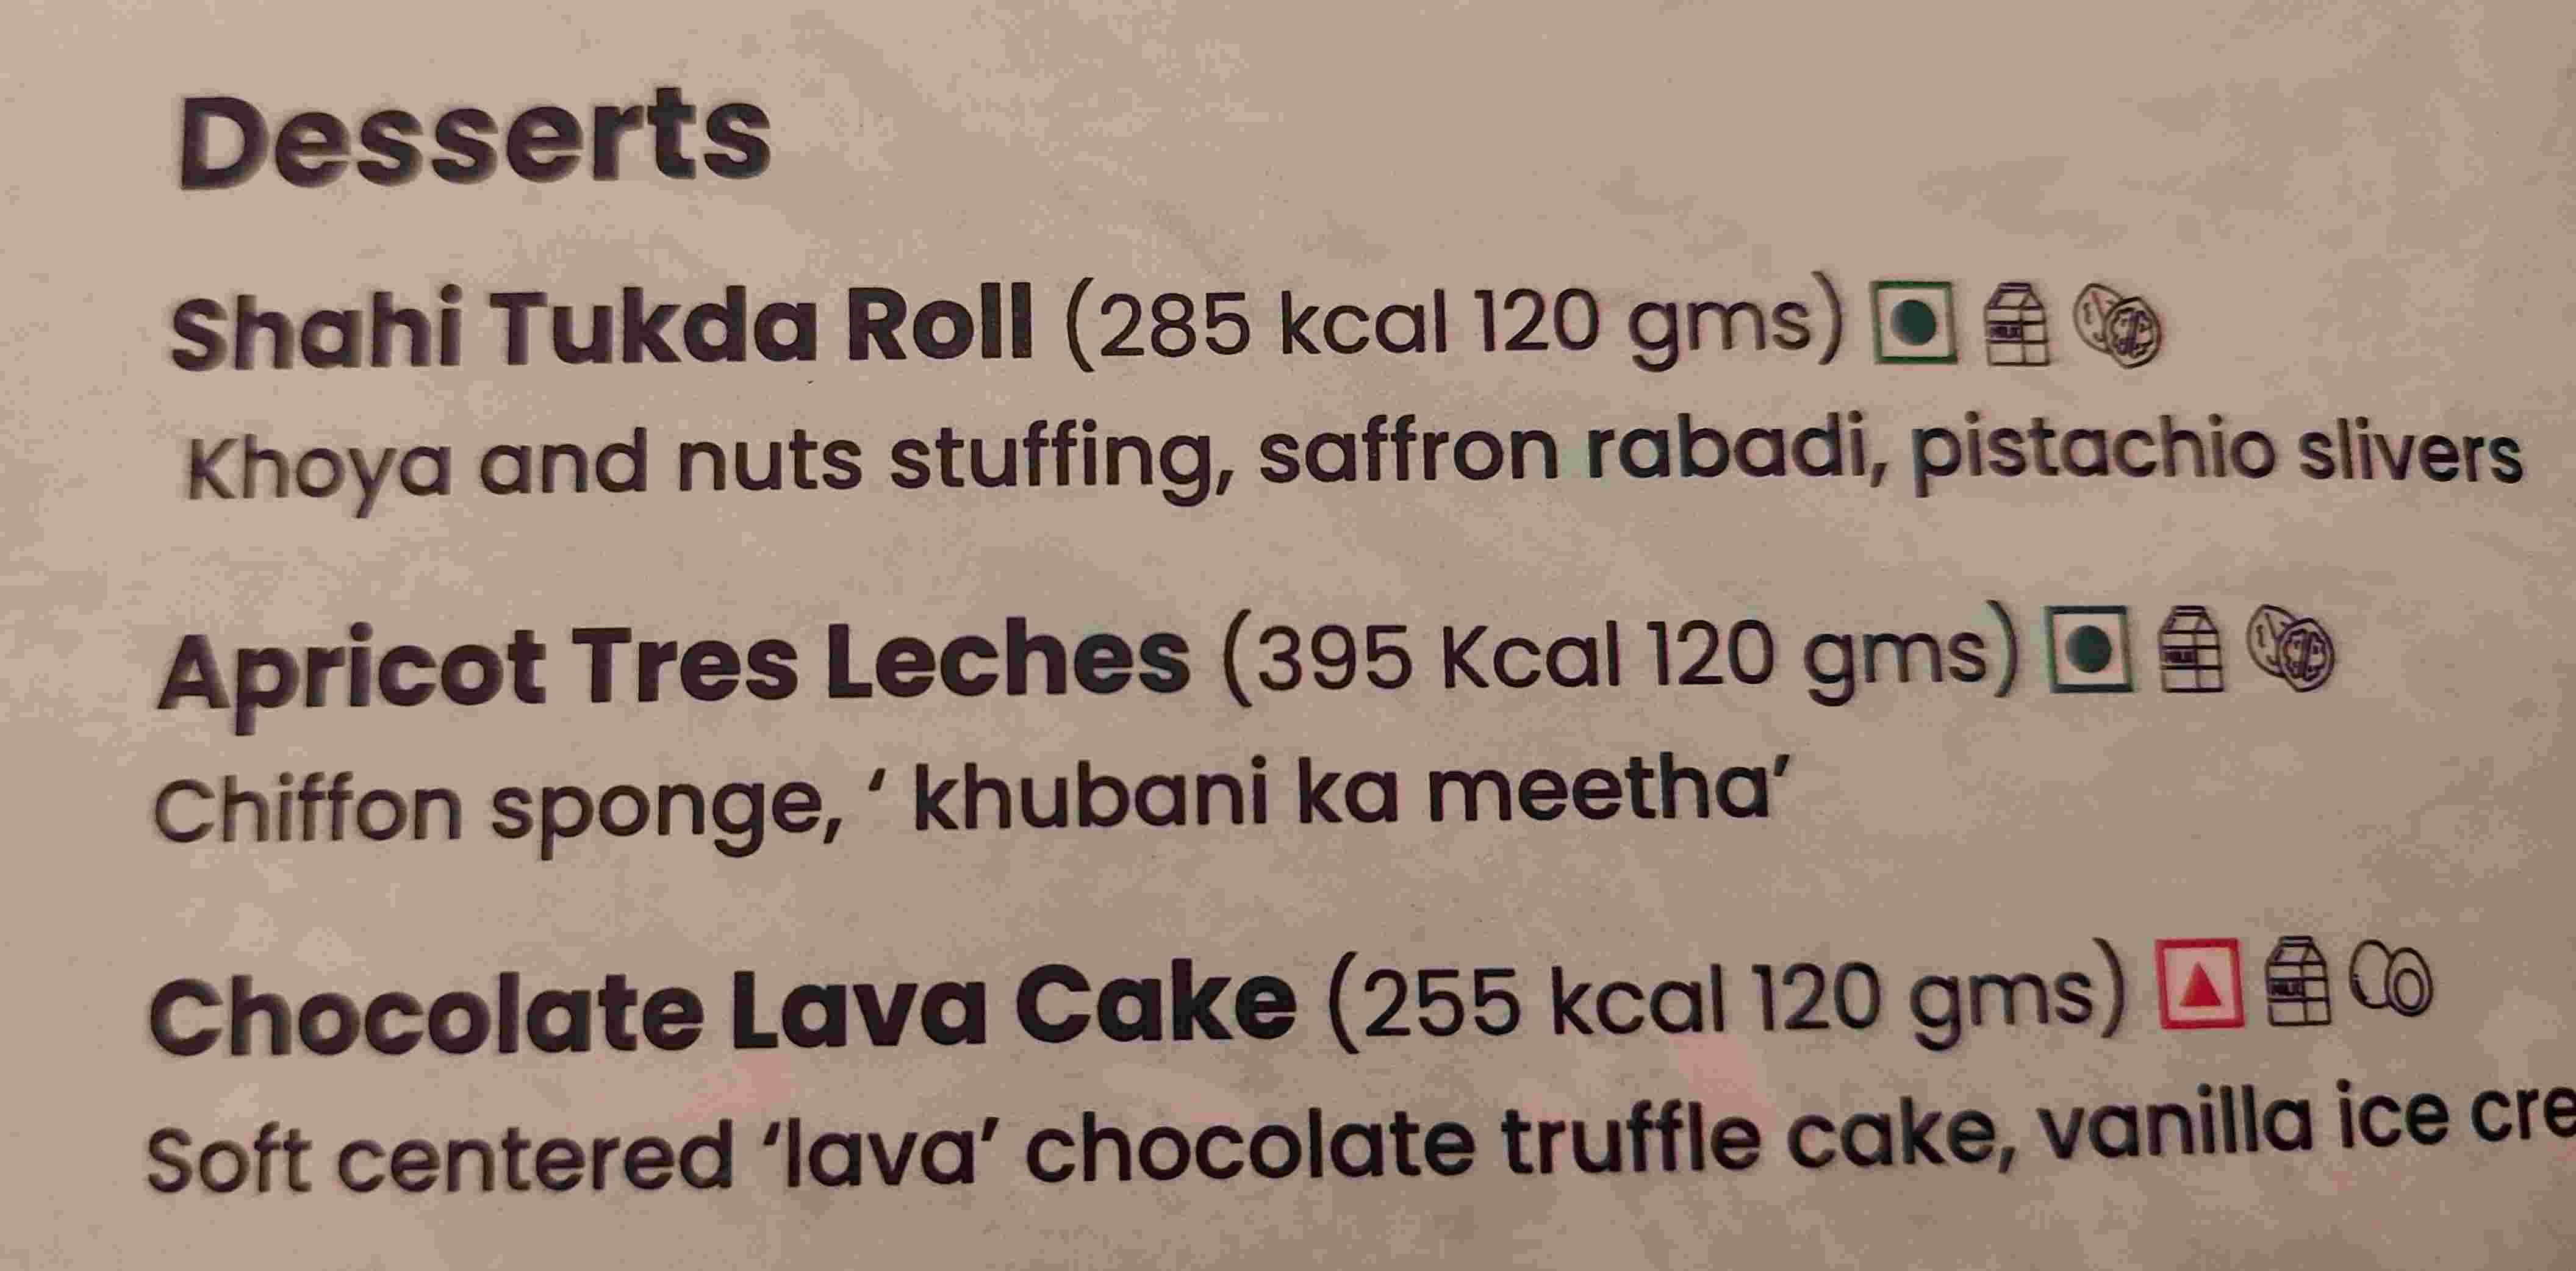 Desserts
Shahi Tukda Roll (285 kcal 120 gms)
Khoya and nuts stuffing, saffron rabadi, pistachio slivers
Apricot Tres Leches (395 Kcal 120 gms)
Chiffon sponge, ‘ khubani ka meetha’
Chocolate Lava Cake (255 kcal 120 gms)
Soft centered ‘lava’ chocolate truffle cake, vanilla ice cre